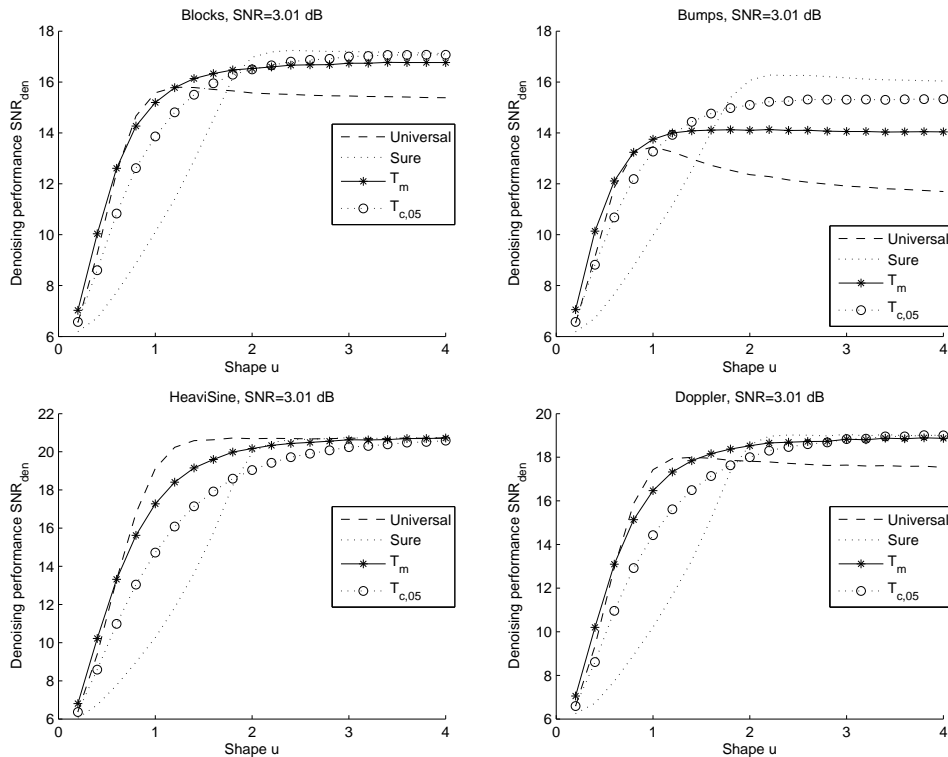 Blocks, SNR=3.01 dB
Denoising performance SNR_den
18
16
14
12
10
8
6
0 1 2 3 4
Shape u
Universal
Sure
T_m
T_c,05
Bumps, SNR=3.01 dB
Denoising performance SNR_den
18
16
14
12
10
8
6
0 1 2 3 4
Shape u
Universal
Sure
T_m
T_c,05
HeaviSine, SNR=3.01 dB
Denoising performance SNR_den
22
20
18
16
14
12
10
8
6
0 1 2 3 4
Shape u
Universal
Sure
T_m
T_c,05
Doppler, SNR=3.01 dB
Denoising performance SNR_den
20
18
16
14
12
10
8
6
0 1 2 3 4
Shape u
Universal
Sure
T_m
T_c,05